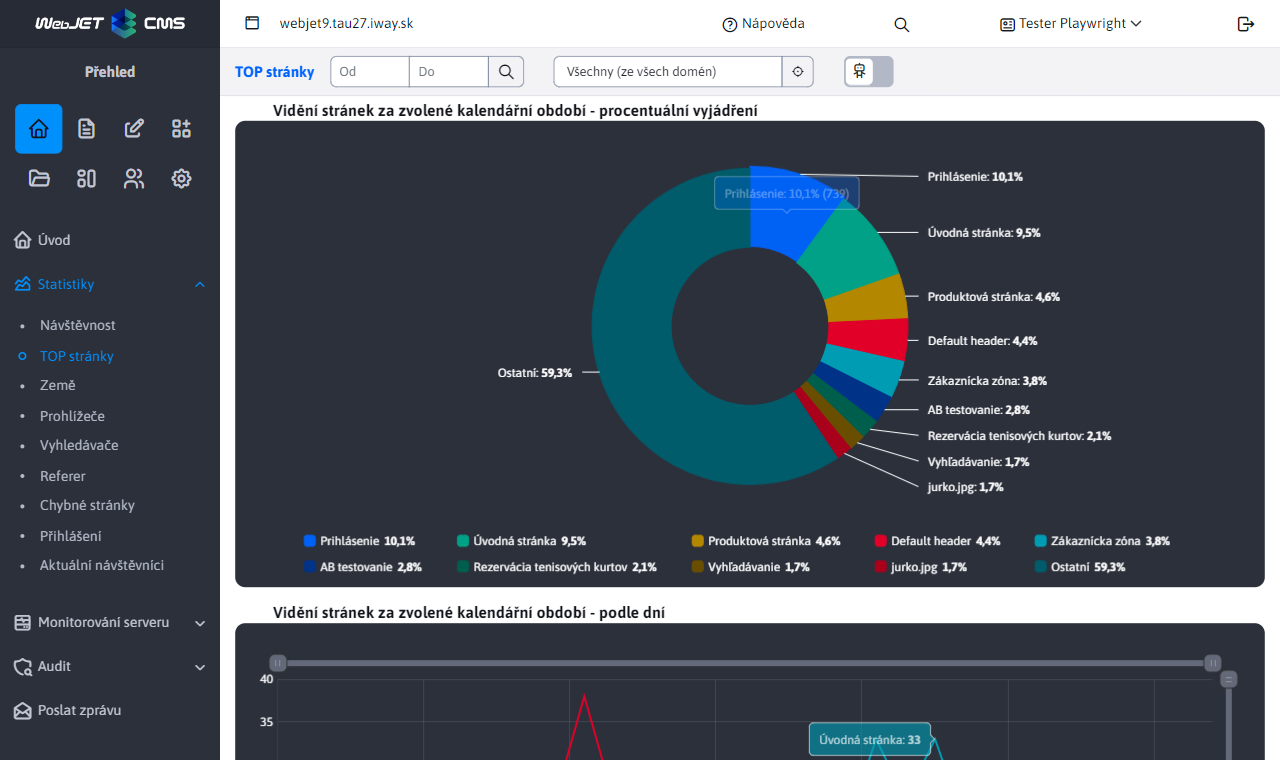 WebJET CMS
webjet9.tau27.iway.sk
Nápověda
Tester Playwright
Přehled
TOP stránky
Od
Do
Všechny (ze všech domén)
Úvod
Statistiky
Návštěvnost
TOP stránky
Země
Prohlížeče
Vyhledávače
Referer
Chybné stránky
Přihlášení
Aktuální návštěvníci
Monitorování serveru
Audit
Poslat zprávu
Vidění stránek za zvolené kalendářní období - procentuální vyjádření
Prihlásenie: 10,1%
Prihlásenie: 10,1% (739)
Úvodná stránka: 9,5%
Produktová stránka: 4,6%
Default header: 4,4%
Ostatní: 59,3%
Zákaznícka zóna: 3,8%
AB testovanie: 2,8%
Rezervácia tenisových kurtov: 2,1%
Vyhľadávanie: 1,7%
jurko.jpg: 1,7%
Prihlásenie 10,1% Úvodná stránka 9,5% Produktová stránka 4,6% Default header 4,4% Zákaznícka zóna 3,8%
AB testovanie 2,8% Rezervácia tenisových kurtov 2,1% Vyhľadávanie 1,7% jurko.jpg 1,7% Ostatní 59,3%
Vidění stránek za zvolené kalendářní období - podle dní
40
35
Úvodná stránka: 33